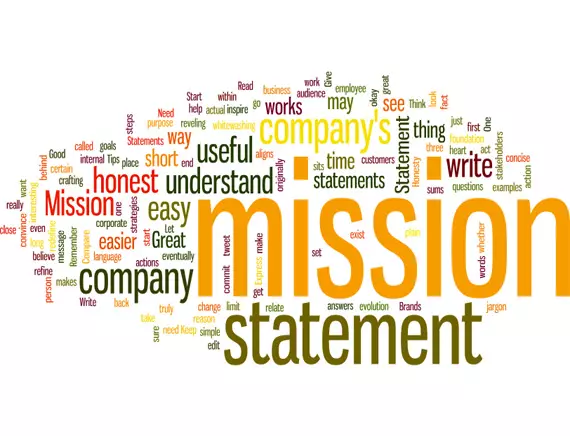 Read
Start
within
business
work
audience
Give
employee
okay
great
Need
help
actual
inspire
go
works
may
see
Think
look
fact
steps
purpose
reveling
whitewashing
company's
Statement
thing
just
first
One
called
goals
Statements
way
useful
foundation
Good
internal
Tips
place
short
end
aligns
originally
sits
time
customers
Honesty
three
heart
act
stakeholders
behind
certain
crafting
honest
understand
statements
write
concise
want
interesting
Mission
one
strategies
easy
mission
sums
questions
examples
action
really
convince
close
even
long
redefining
message
Remember
corporate
Let
start
Great
easier
Compare
language
eventually
believe
refine
person
makes
actions
company
tweet
commit
Express
make
get
set
exist
plan
words
whether
Write
back
truly
change
limit
relate
answers
evolution
Brands
jargon
take
reason
sure
need
Keep
simple
edit
statement